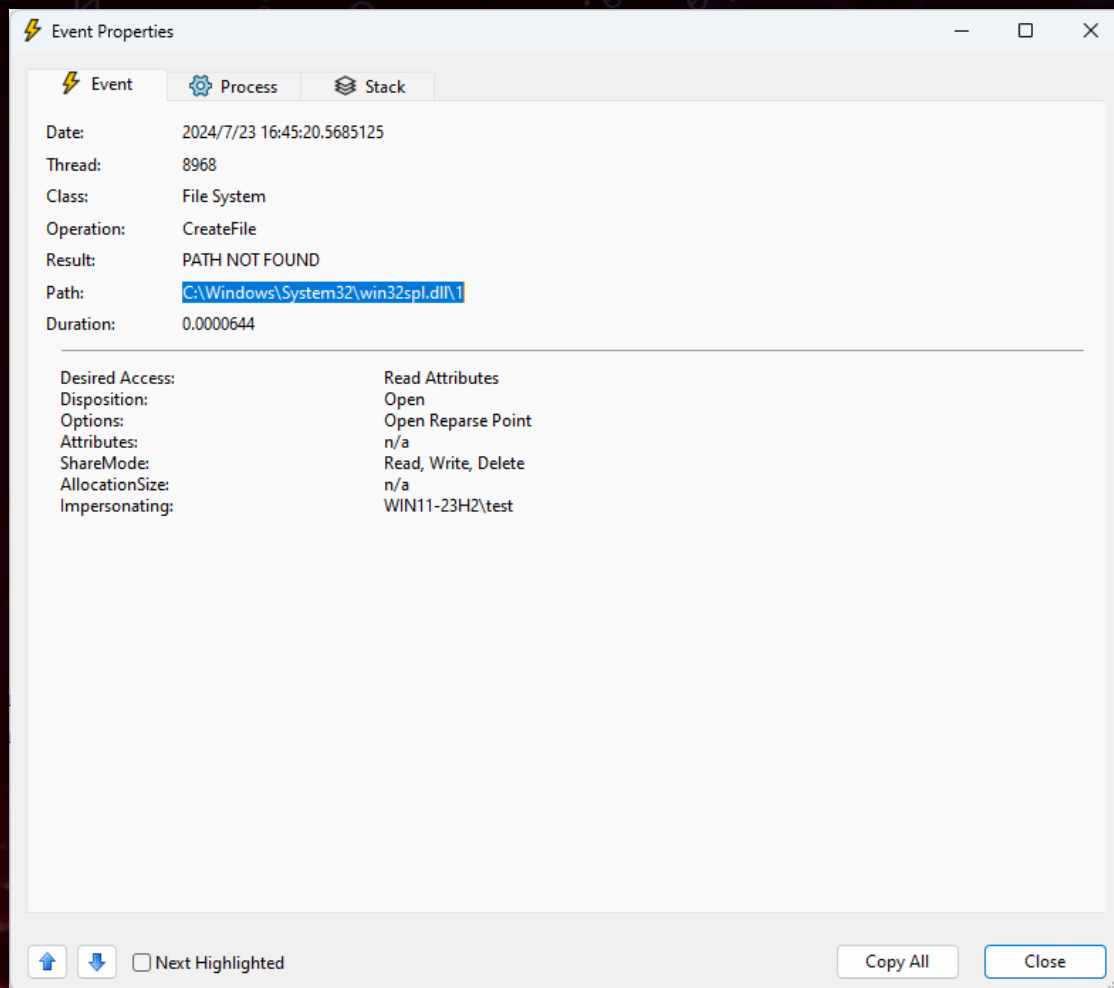 Event Properties
Event Process Stack
Date: 2024/7/23 16:45:20.5685125
Thread: 8968
Class: File System
Operation: CreateFile
Result: PATH NOT FOUND
Path: C:\Windows\System32\win32spl.dll\1
Duration: 0.0000644
Desired Access: Read Attributes
Disposition: Open
Options: Open Reparse Point
Attributes: n/a
ShareMode: Read, Write, Delete
AllocationSize: n/a
Impersonating: WIN11-23H2\test
Next Highlighted Copy All Close